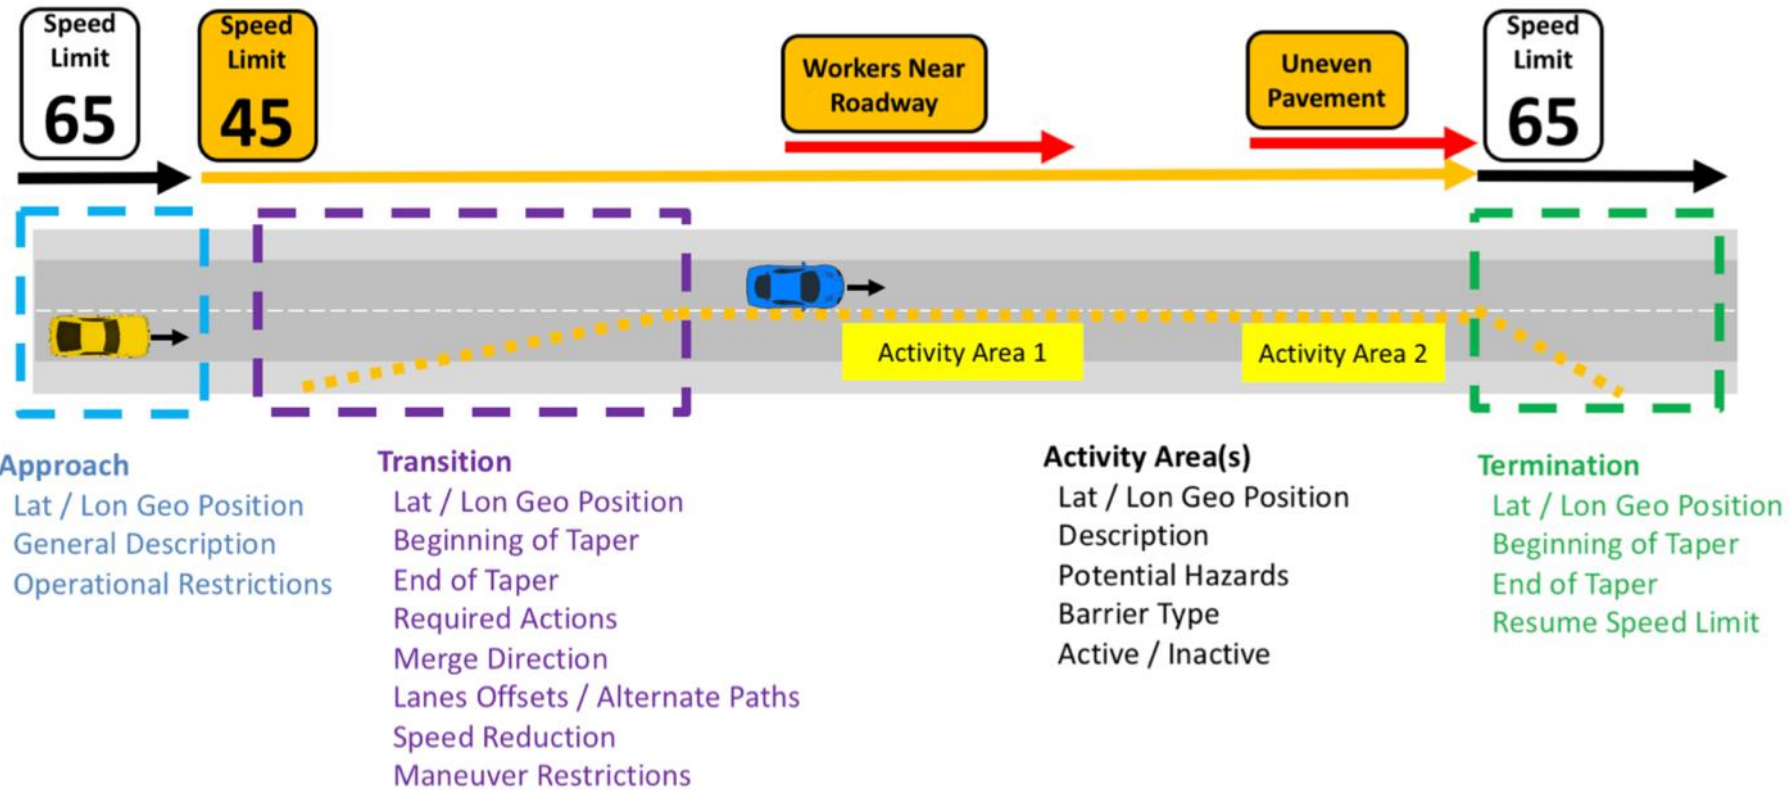 Speed
Limit
65
Speed
Limit
45
Workers Near
Roadway
Uneven
Pavement
Speed
Limit
65
Activity Area 1
Activity Area 2
Approach
Lat / Lon Geo Position
General Description
Operational Restrictions
Transition
Lat / Lon Geo Position
Beginning of Taper
End of Taper
Required Actions
Merge Direction
Lanes Offsets / Alternate Paths
Speed Reduction
Maneuver Restrictions
Activity Area(s)
Lat / Lon Geo Position
Description
Potential Hazards
Barrier Type
Active / Inactive
Termination
Lat / Lon Geo Position
Beginning of Taper
End of Taper
Resume Speed Limit